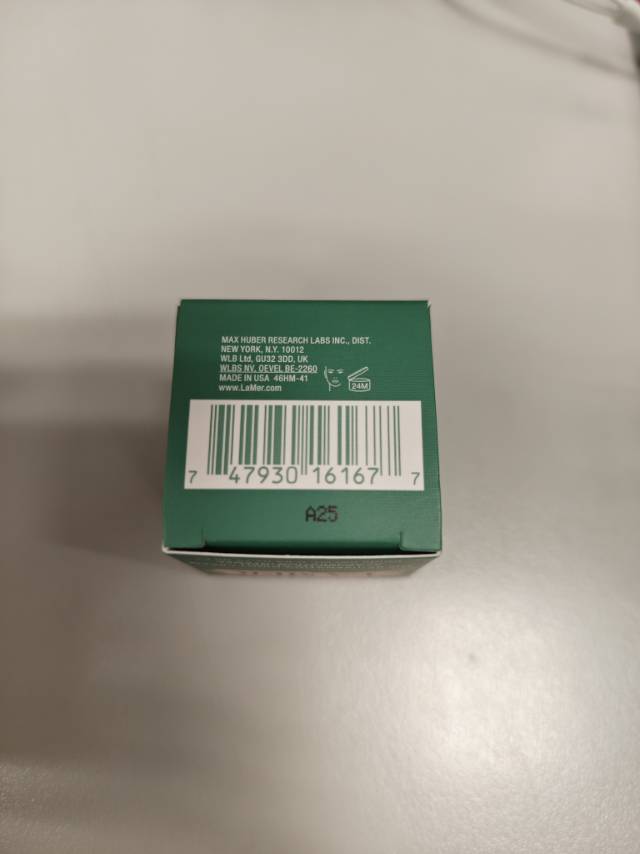 MAX HUBER RESEARCH LABS INC., DIST.
NEW YORK, N.Y. 10012
WLB Ltd, GU32 3DD, UK
WLBS NV, OEVEL BE-2260
MADE IN USA 46HM-41
www.LaMer.com
24M
7 47930 16167 7
A25